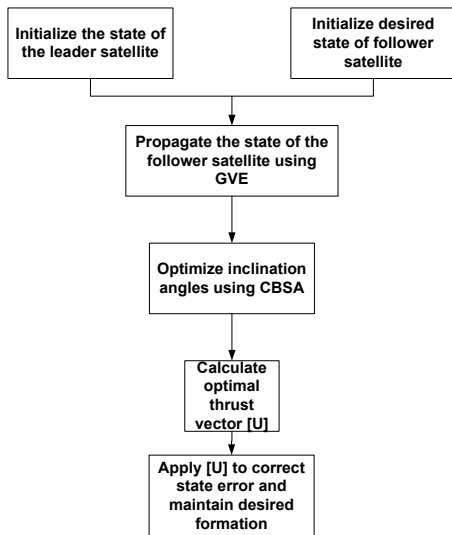 Initialize the state of
the leader satellite
Initialize desired
state of follower
satellite
Propagate the state of the
follower satellite using
GVE
Optimize inclination
angles using CBSA
Calculate
optimal
thrust
vector [U]
Apply [U] to correct
state error and
maintain desired
formation